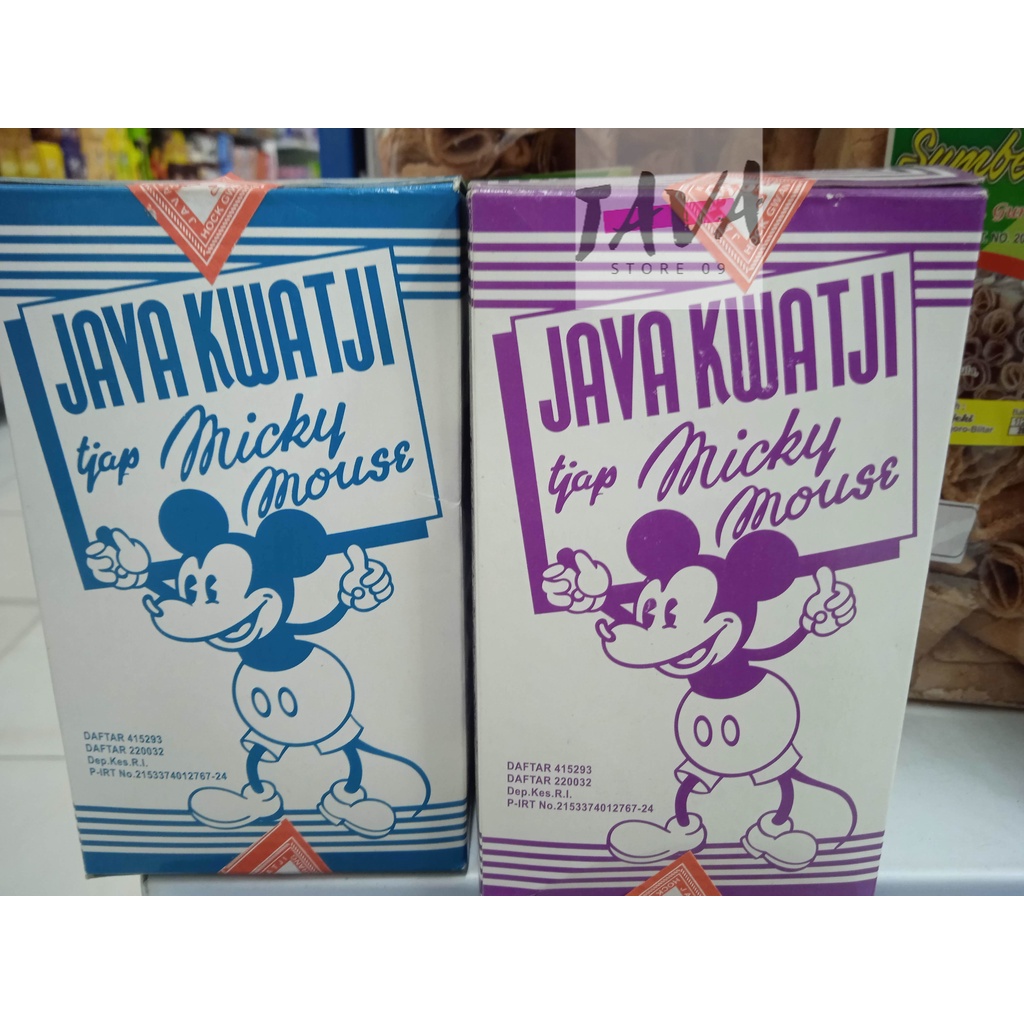 JAVA KWATJI
tjap Micky
mouse
DAFTAR 415293
DAFTAR 220032
Dep.Kes.R.I.
P-IRT No.2153374012767-24
JAVA KWATJI
tjap Micky
mouse
DAFTAR 415293
DAFTAR 220032
Dep.Kes.R.I.
P-IRT No.2153374012767-24
TAVA
STORE 09